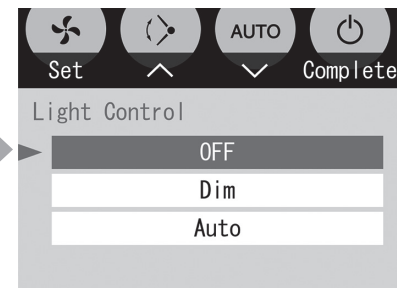 AUTO
Set Complete
Light Control
OFF
Dim
Auto